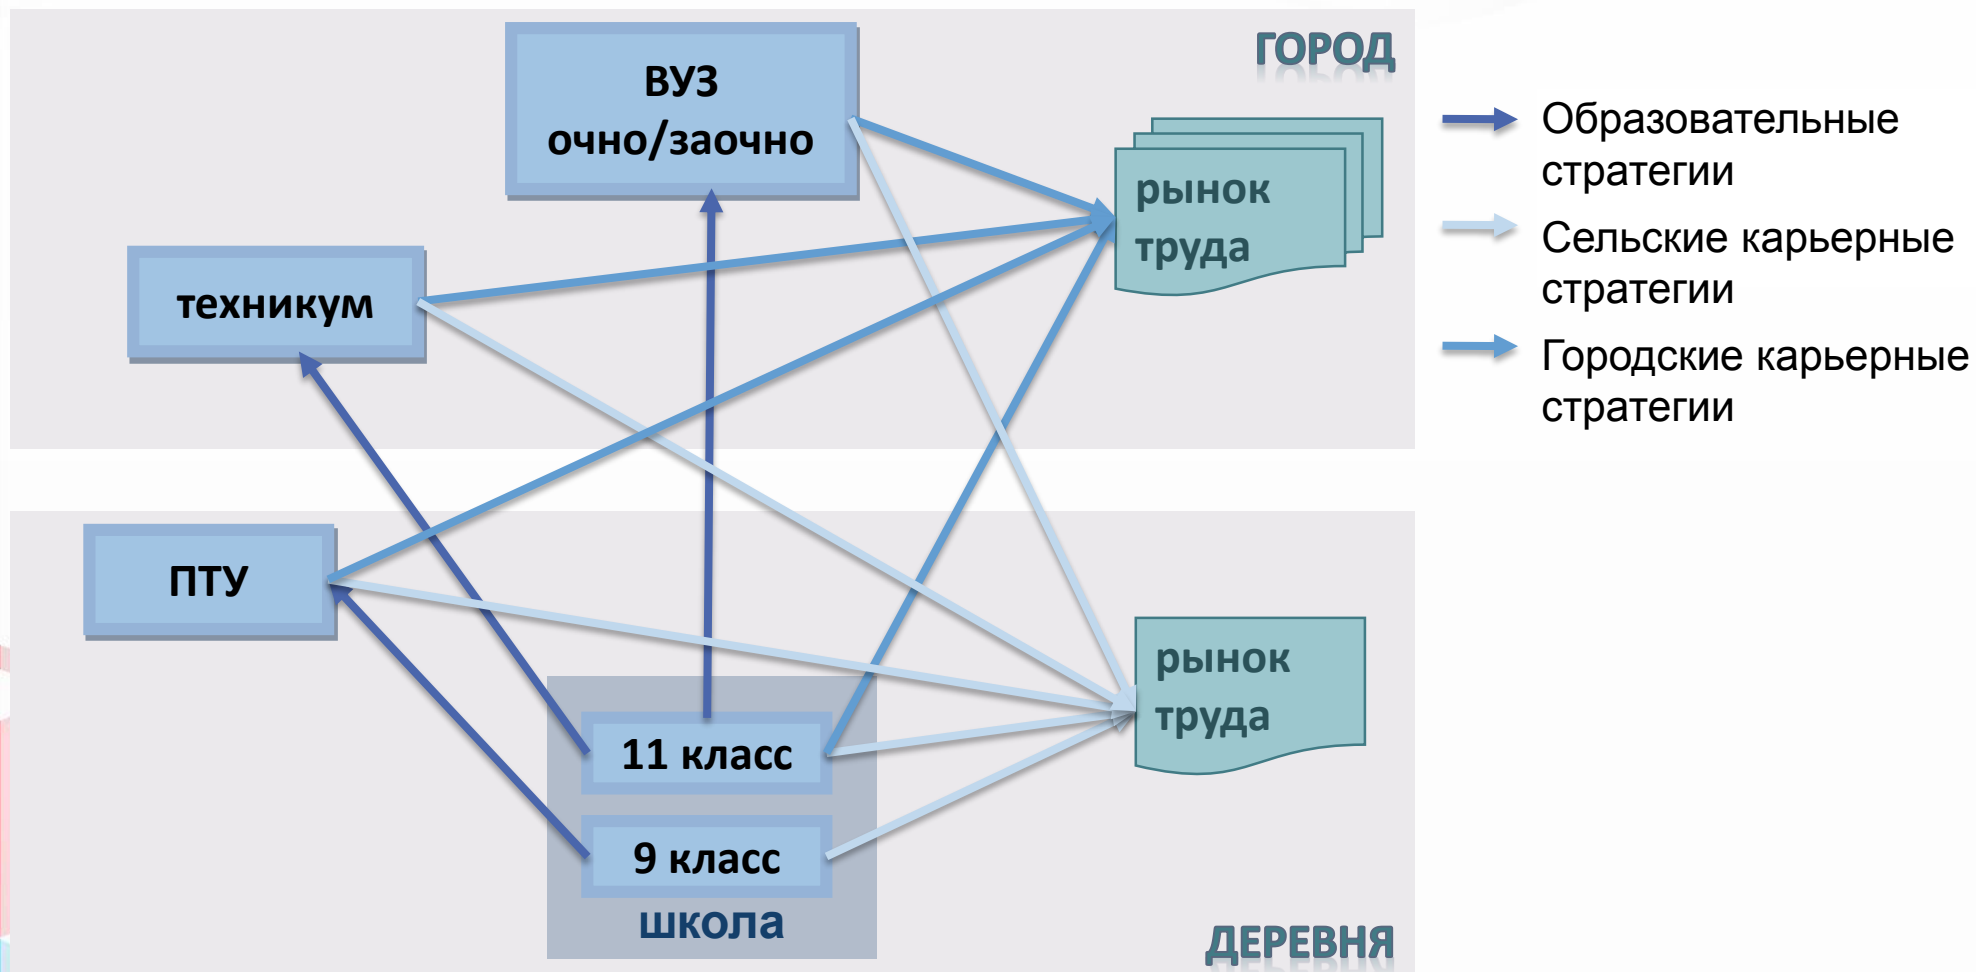 ГОРОД
ВУЗ
очно/заочно
рынок
труда
техникум
Образовательные
стратегии
Сельские карьерные
стратегии
Городские карьерные
стратегии
ПТУ
рынок
труда
11 класс
9 класс
школа
ДЕРЕВНЯ